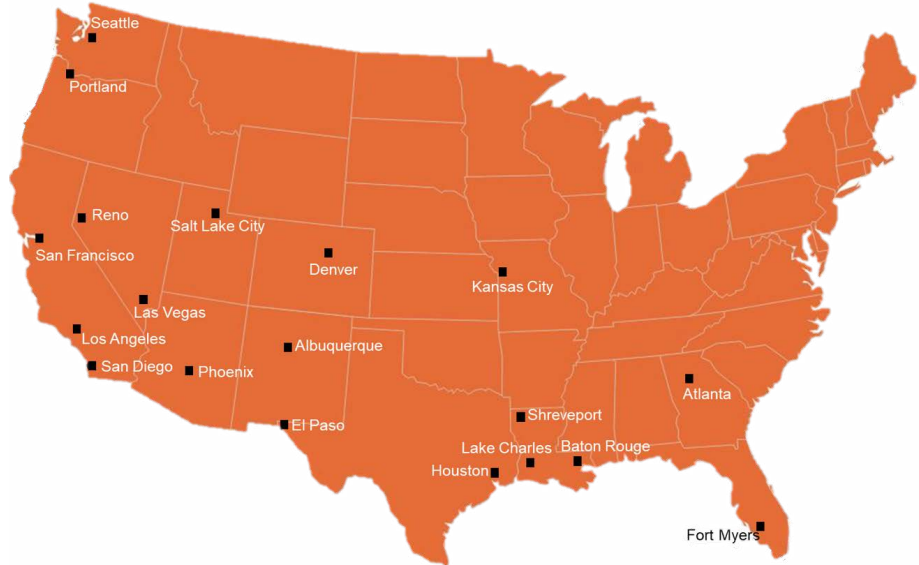 Seattle
Portland
Reno
Salt Lake City
San Francisco
Denver
Kansas City
Las Vegas
Los Angeles
Albuquerque
San Diego
Phoenix
Atlanta
Shreveport
El Paso
Lake Charles
Baton Rouge
Houston
Fort Myers